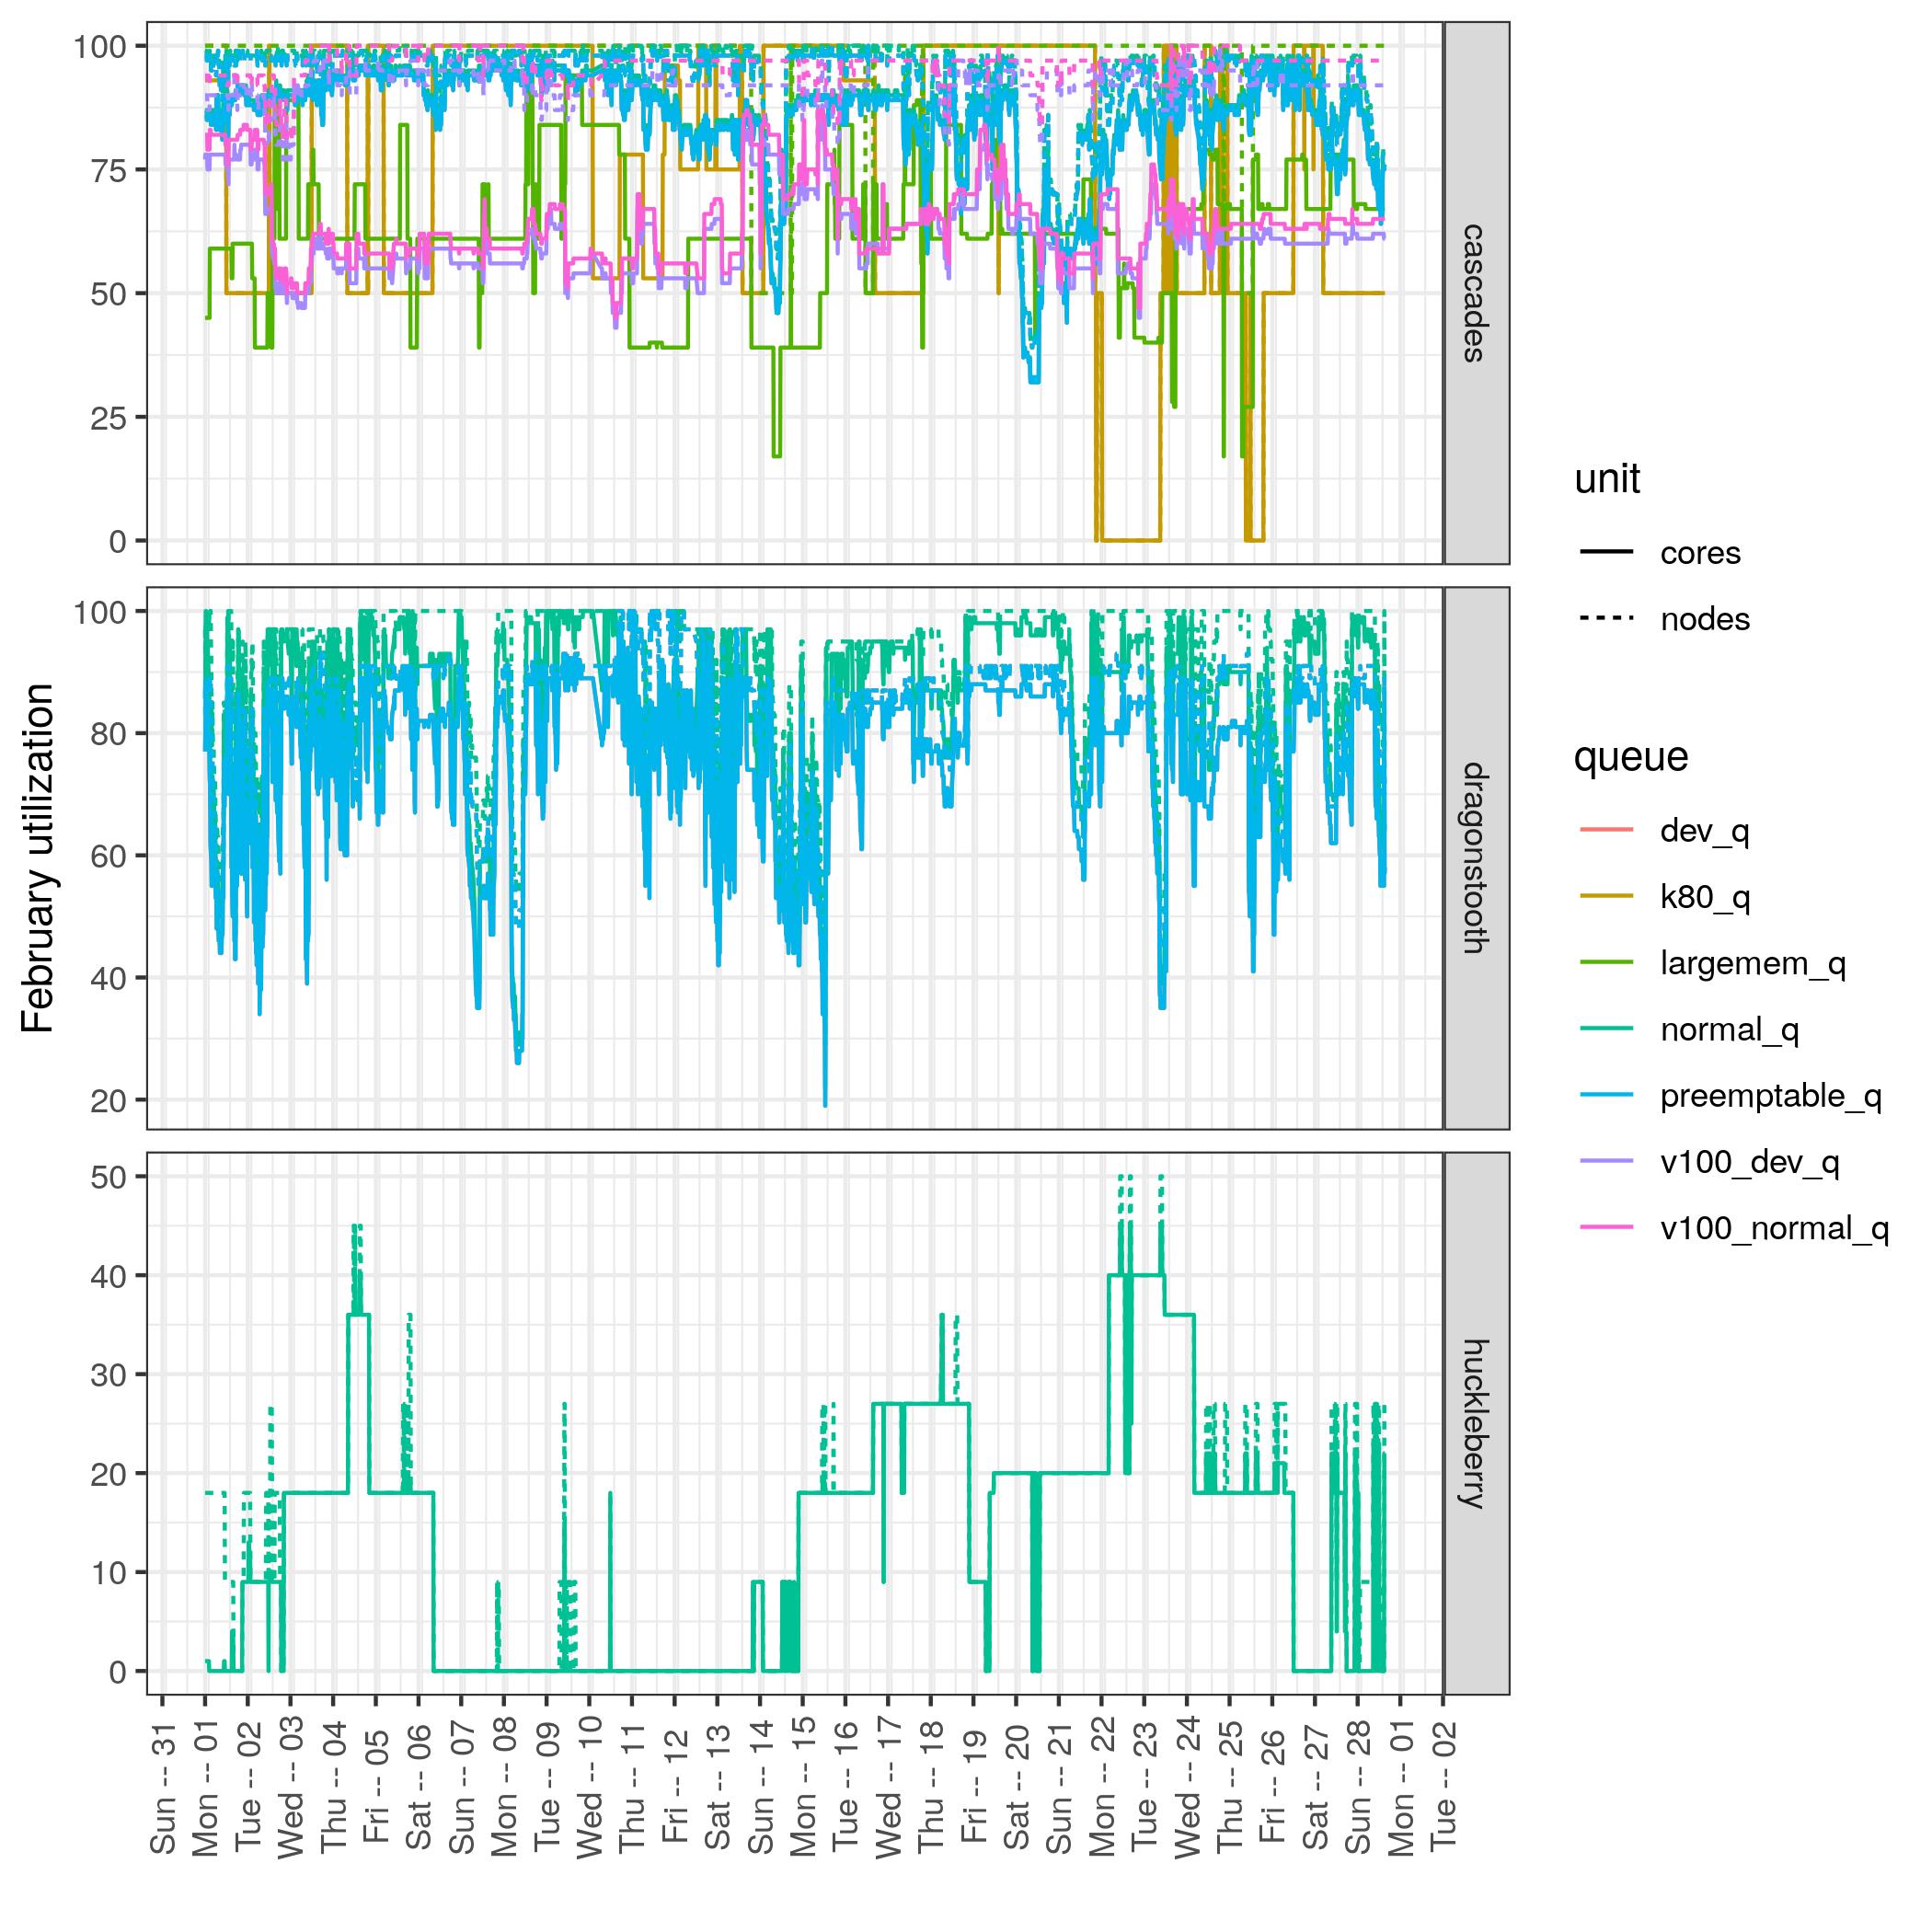 February utilization
100
75
50
25
0
cascades
100
80
60
40
20
dragonstooth
50
40
30
20
10
0
huckleberry
Sun -- 31
Mon -- 01
Tue -- 02
Wed -- 03
Thu -- 04
Fri -- 05
Sat -- 06
Sun -- 07
Mon -- 08
Tue -- 09
Wed -- 10
Thu -- 11
Fri -- 12
Sat -- 13
Sun -- 14
Mon -- 15
Tue -- 16
Wed -- 17
Thu -- 18
Fri -- 19
Sat -- 20
Sun -- 21
Mon -- 22
Tue -- 23
Wed -- 24
Thu -- 25
Fri -- 26
Sat -- 27
Sun -- 28
Mon -- 01
Tue -- 02
unit
cores
nodes
queue
dev_q
k80_q
largemem_q
normal_q
preemptable_q
v100_dev_q
v100_normal_q